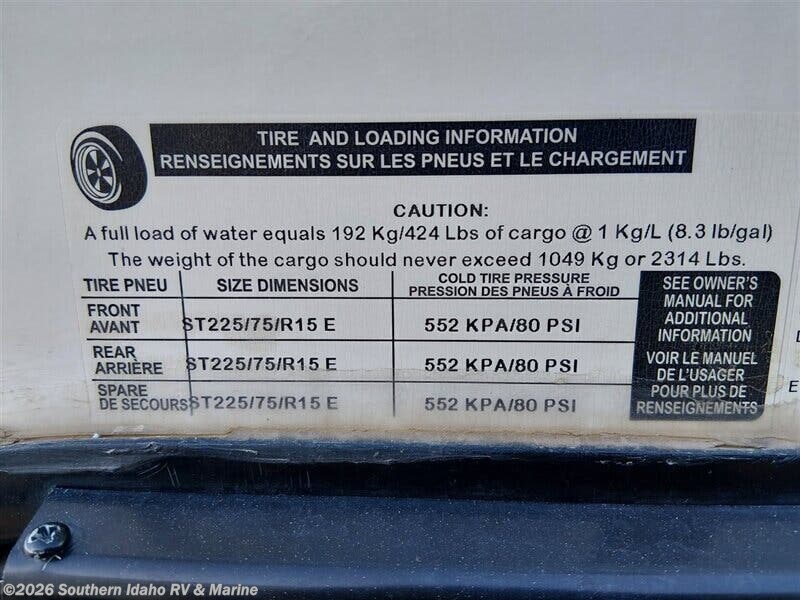 TIRE AND LOADING INFORMATION
RENSEIGNEMENTS SUR LES PNEUS ET LE CHARGEMENT
CAUTION:
A full load of water equals 192 Kg/424 Lbs of cargo @ 1 Kg/L (8.3 lb/gal)
The weight of the cargo should never exceed 1049 Kg or 2314 Lbs.
TIRE PNEU SIZE DIMENSIONS COLD TIRE PRESSURE
PRESSION DES PNEUS À FROID
FRONT
AVANT ST225/75/R15 E 552 KPA/80 PSI
REAR
ARRIÈRE ST225/75/R15 E 552 KPA/80 PSI
SPARE
DE SECOURS ST225/75/R15 E 552 KPA/80 PSI
SEE OWNER'S
MANUAL FOR
ADDITIONAL
INFORMATION
VOIR LE MANUEL
DE L'USAGER
POUR PLUS DE
RENSEIGNEMENTS
©2026 Southern Idaho RV & Marine